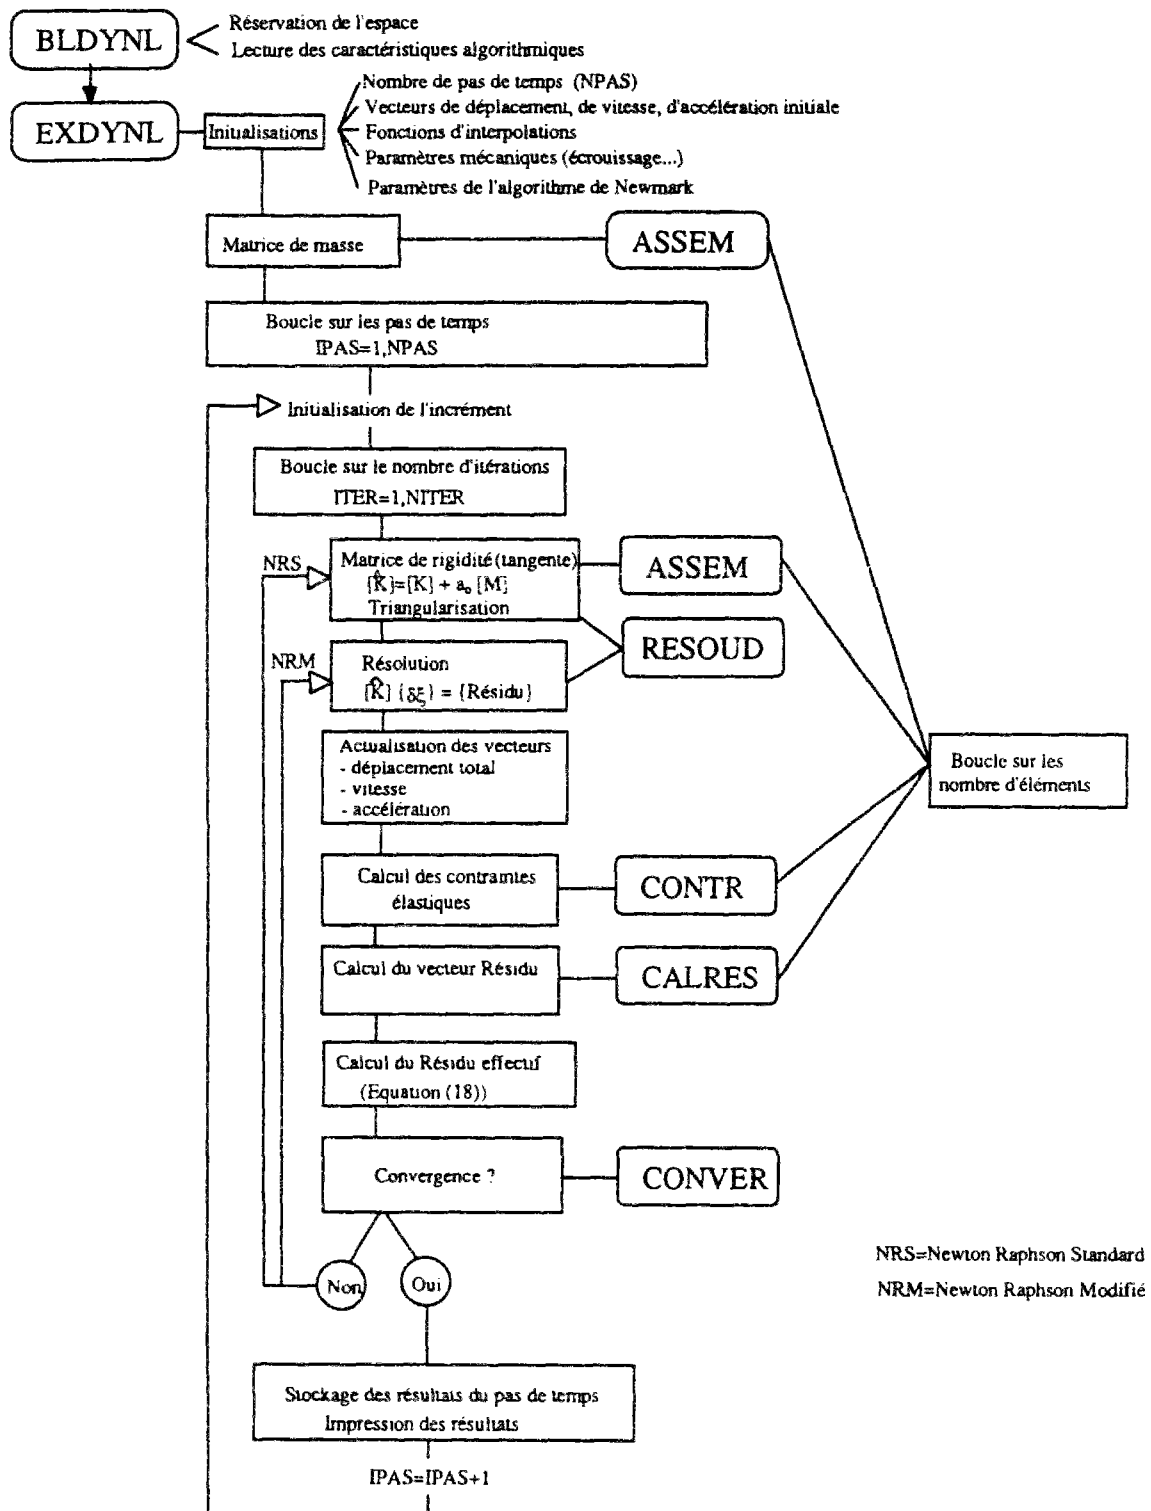 BLDYNL
Réservation de l'espace
Lecture des caractéristiques algorithmiques
EXDYNL
Initialisations
Nombre de pas de temps (NPAS)
Vecteurs de déplacement, de vitesse, d'accélération initiale
Fonctions d'interpolations
Paramètres mécaniques (écrouissage...)
Paramètres de l'algorithme de Newmark
Matrice de masse
ASSEM
Boucle sur les pas de temps
IPAS=1,NPAS
Initialisation de l'incrément
Boucle sur le nombre d'itérations
ITER=1,NITER
NRS
Matrice de rigidité (tangente)
[K̂]=[K] + a₀ [M]
Triangularisation
ASSEM
RESOUD
NRM
Résolution
[K̂] {δξ} = {Résidu}
Actualisation des vecteurs
- déplacement total
- vitesse
- accélération
Boucle sur les
nombre d'éléments
Calcul des contraintes
élastiques
CONTR
Calcul du vecteur Résidu
CALRES
Calcul du Résidu effectif
(Equation (18))
Convergence ?
CONVER
Non
Oui
NRS=Newton Raphson Standard
NRM=Newton Raphson Modifié
Stockage des résultats du pas de temps
Impression des résultats
IPAS=IPAS+1